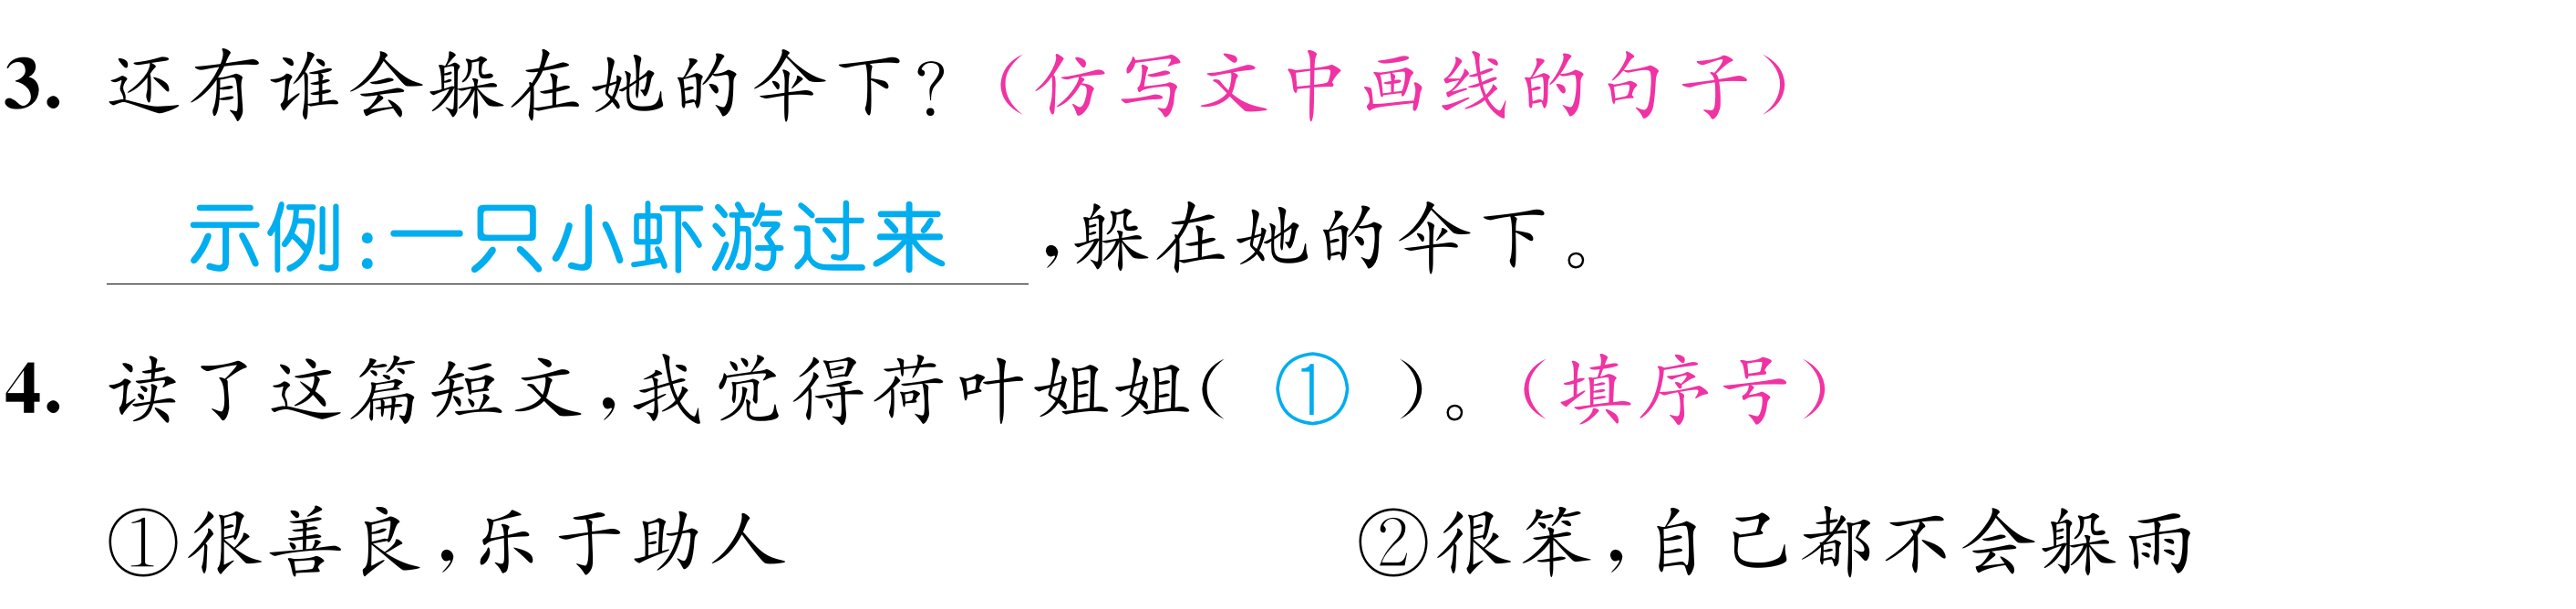 3. 还有谁会躲在她的伞下?(仿写文中画线的句子)
示例:一只小虾游过来,躲在她的伞下。
4. 读了这篇短文,我觉得荷叶姐姐( ① )。(填序号)
①很善良,乐于助人 ②很笨,自己都不会躲雨